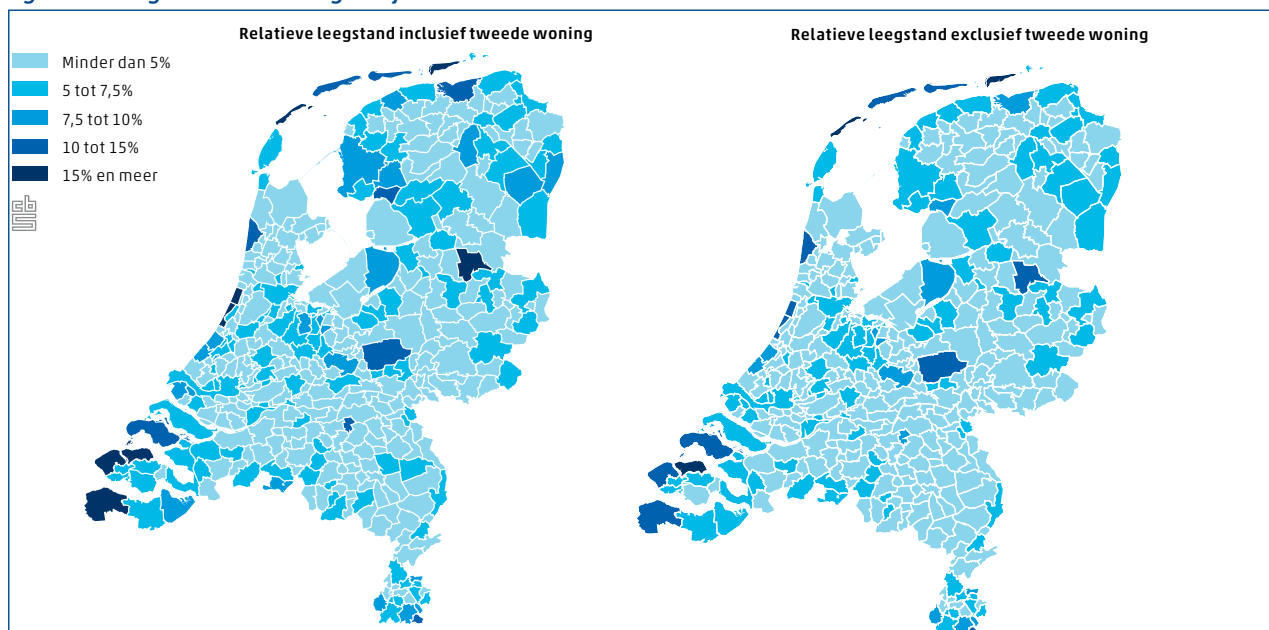 Relatieve leegstand inclusief tweede woning
Relatieve leegstand exclusief tweede woning
Minder dan 5%
5 tot 7,5%
7,5 tot 10%
10 tot 15%
15% en meer